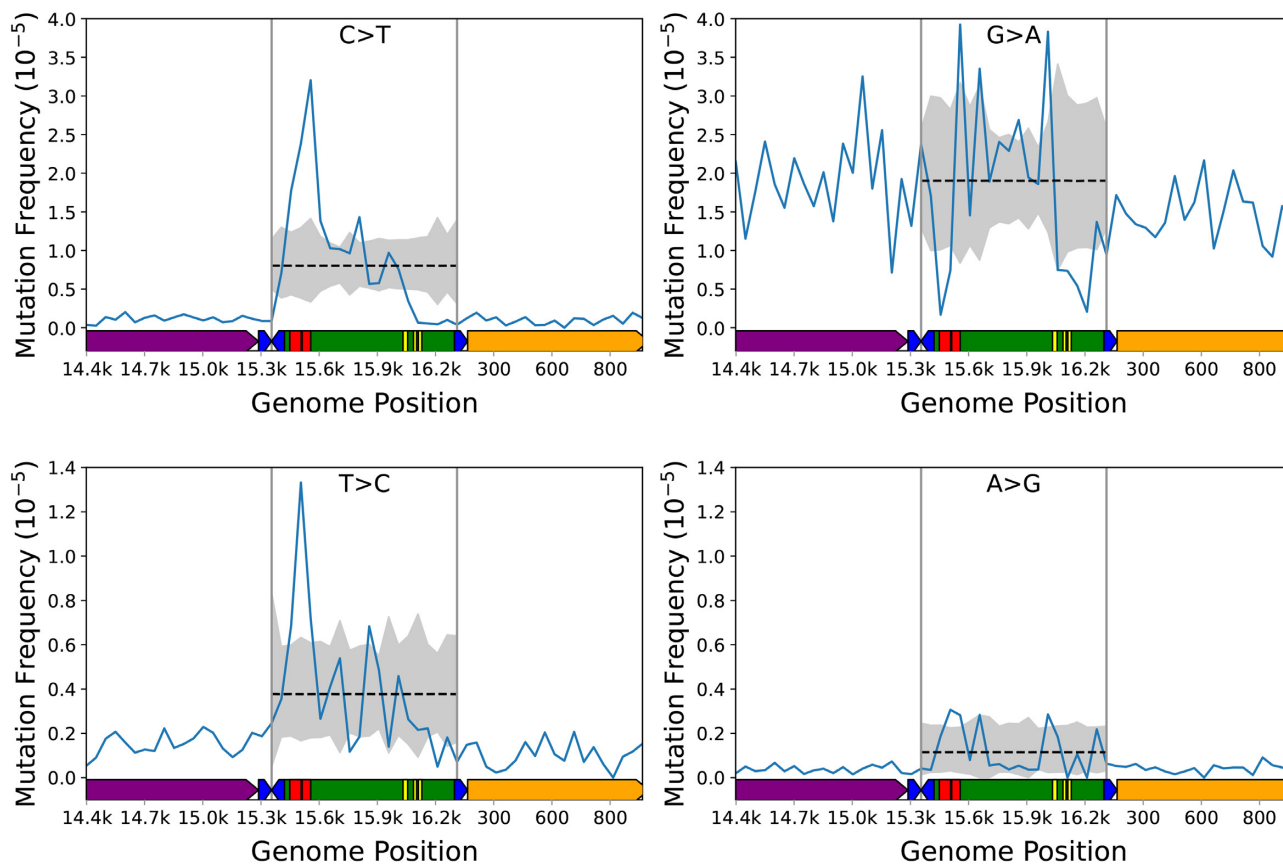 C>T
Mutation Frequency (10⁻⁵)
4.0
3.5
3.0
2.5
2.0
1.5
1.0
0.5
0.0
14.4k 14.7k 15.0k 15.3k 15.6k 15.9k 16.2k 300 600 800
Genome Position
G>A
Mutation Frequency (10⁻⁵)
4.0
3.5
3.0
2.5
2.0
1.5
1.0
0.5
0.0
14.4k 14.7k 15.0k 15.3k 15.6k 15.9k 16.2k 300 600 800
Genome Position
T>C
Mutation Frequency (10⁻⁵)
1.4
1.2
1.0
0.8
0.6
0.4
0.2
0.0
14.4k 14.7k 15.0k 15.3k 15.6k 15.9k 16.2k 300 600 800
Genome Position
A>G
Mutation Frequency (10⁻⁵)
1.4
1.2
1.0
0.8
0.6
0.4
0.2
0.0
14.4k 14.7k 15.0k 15.3k 15.6k 15.9k 16.2k 300 600 800
Genome Position